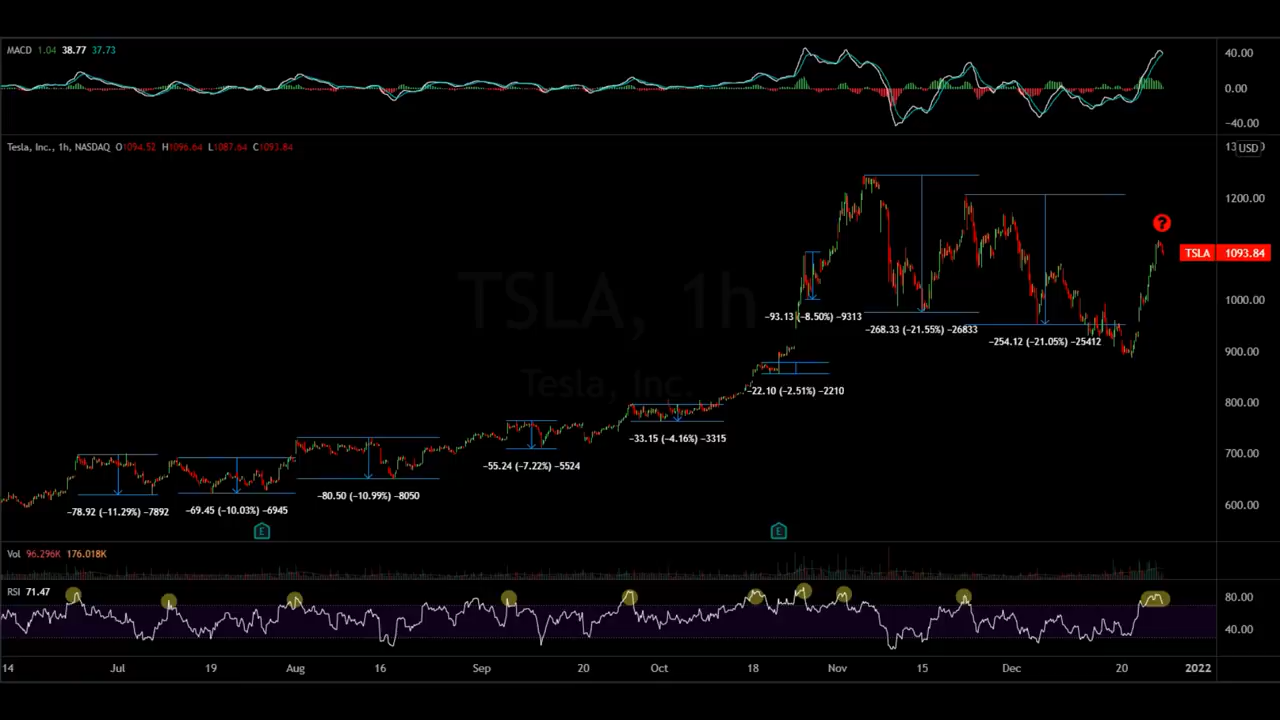 MACD 1.04 38.77 37.73
40.00
0.00
−40.00
Tesla, Inc., 1h, NASDAQ O1094.52 H1096.64 L1087.64 C1093.84
USD
1200.00
TSLA 1093.84
1000.00
900.00
800.00
700.00
600.00
TSLA, 1h
Tesla, Inc.
−93.13 (−8.50%) −9313
−268.33 (−21.55%) −26833
−254.12 (−21.05%) −25412
−22.10 (−2.51%) −2210
−33.15 (−4.16%) −3315
−55.24 (−7.22%) −5524
−80.50 (−10.99%) −8050
−78.92 (−11.29%) −7892
−69.45 (−10.03%) −6945
?
E
E
Vol 96.296K 176.018K
RSI 71.47
80.00
40.00
14 Jul 19 Aug 16 Sep 20 Oct 18 Nov 15 Dec 20 2022